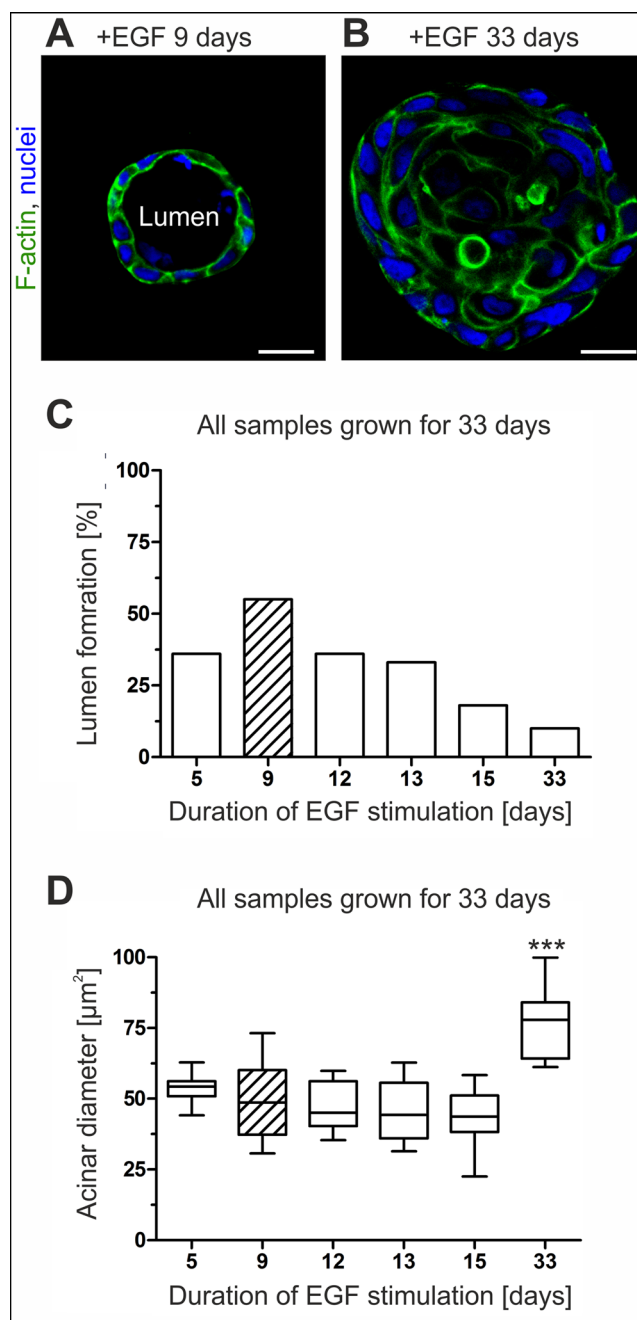 A +EGF 9 days
B +EGF 33 days
F-actin, nuclei
Lumen
C
All samples grown for 33 days
Lumen fomration [%]
100
75
50
25
0
5 9 12 13 15 33
Duration of EGF stimulation [days]
D
All samples grown for 33 days
Acinar diameter [µm²]
100
75
50
25
0
***
5 9 12 13 15 33
Duration of EGF stimulation [days]